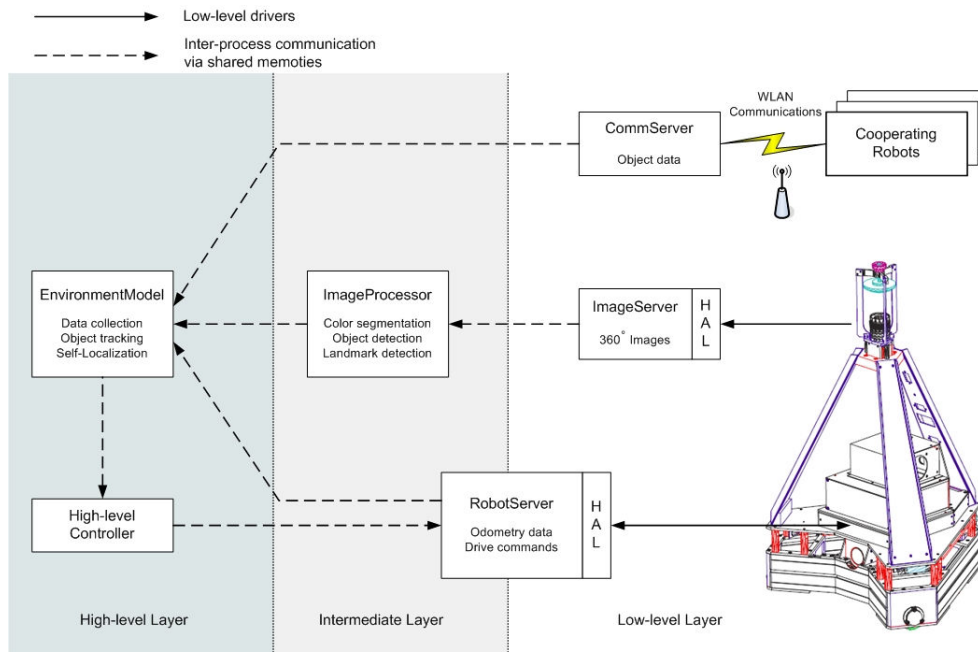 Low-level drivers
Inter-process communication
via shared memoties
WLAN
Communications
CommServer
Object data
Cooperating
Robots
EnvironmentModel
Data collection
Object tracking
Self-Localization
ImageProcessor
Color segmentation
Object detection
Landmark detection
ImageServer
360° Images
H
A
L
High-level
Controller
RobotServer
Odometry data
Drive commands
H
A
L
High-level Layer
Intermediate Layer
Low-level Layer